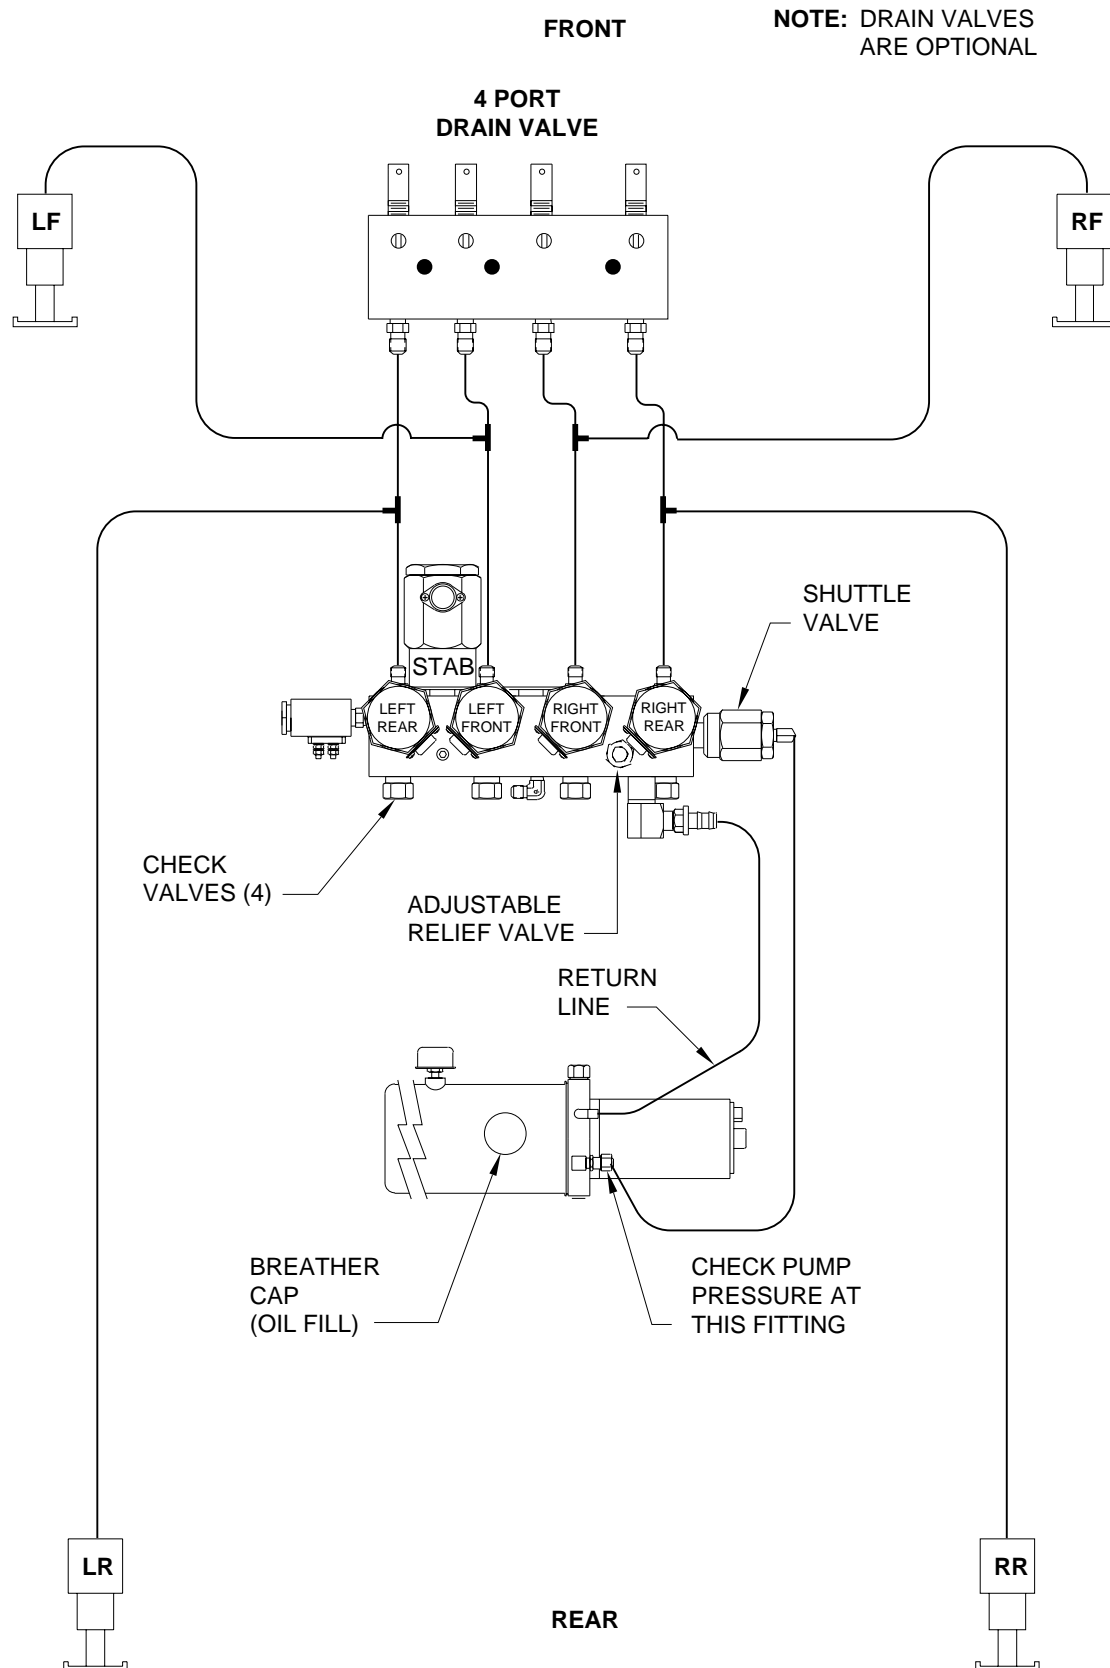 FRONT
NOTE: DRAIN VALVES
ARE OPTIONAL
4 PORT
DRAIN VALVE
LF
RF
SHUTTLE
VALVE
STAB
LEFT
REAR
LEFT
FRONT
RIGHT
FRONT
RIGHT
REAR
CHECK
VALVES (4)
ADJUSTABLE
RELIEF VALVE
RETURN
LINE
BREATHER
CAP
(OIL FILL)
CHECK PUMP
PRESSURE AT
THIS FITTING
LR
RR
REAR